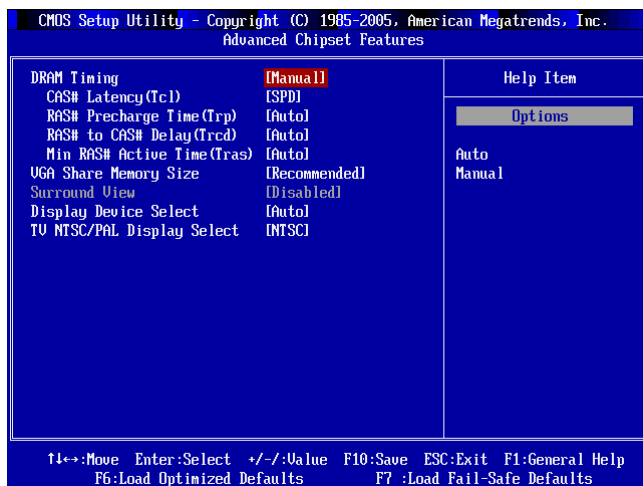 CMOS Setup Utility - Copyright (C) 1985-2005, American Megatrends, Inc.
Advanced Chipset Features
DRAM Timing [Manual]
CAS# Latency(Tcl) [SPD]
RAS# Precharge Time(Trp) [Auto]
RAS# to CAS# Delay(Trcd) [Auto]
Min RAS# Active Time(Tras) [Auto]
VGA Share Memory Size [Recommended]
Surround View [Disabled]
Display Device Select [Auto]
TV NTSC/PAL Display Select [NTSC]
Help Item
Options
Auto
Manual
↑↓↔:Move Enter:Select +/-/:Value F10:Save ESC:Exit F1:General Help
F6:Load Optimized Defaults F7 :Load Fail-Safe Defaults